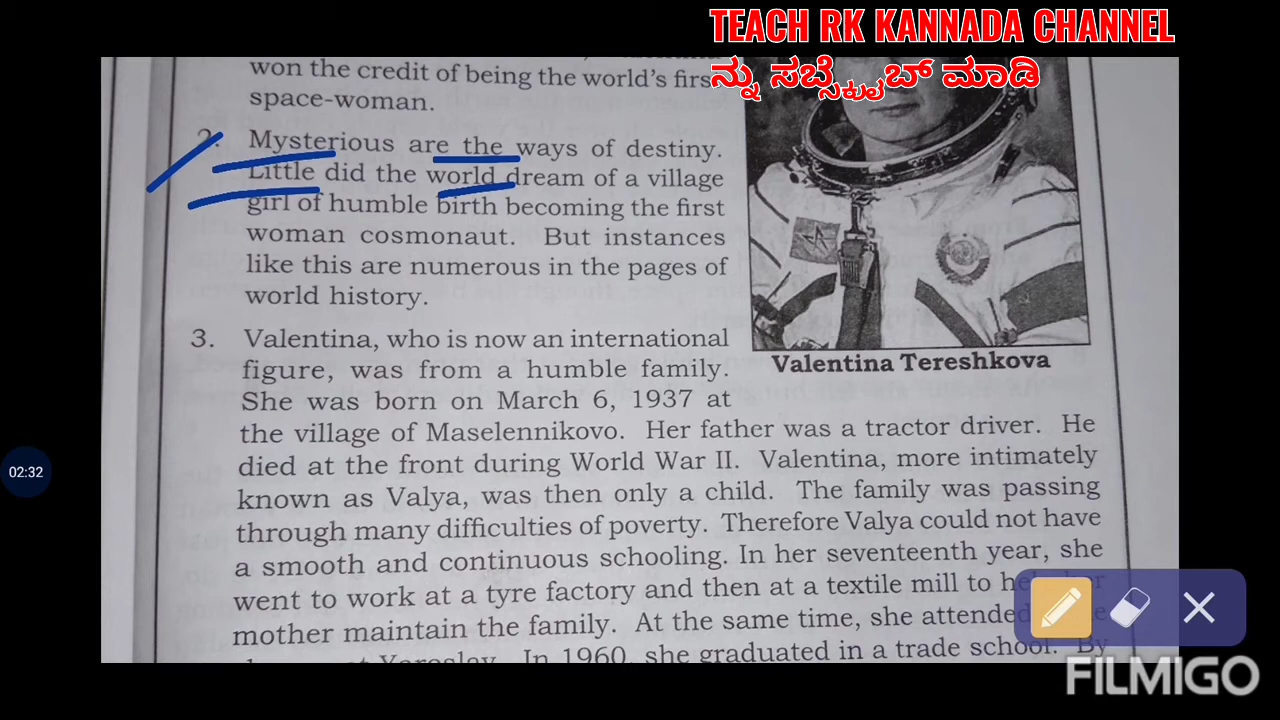 TEACH RK KANNADA CHANNEL
ನ್ನು ಸಬ್ಸ್ಕ್ರೈಬ್ ಮಾಡಿ
won the credit of being the world's first
space-woman.
2. Mysterious are the ways of destiny.
Little did the world dream of a village
girl of humble birth becoming the first
woman cosmonaut. But instances
like this are numerous in the pages of
world history.
Valentina Tereshkova
3. Valentina, who is now an international
figure, was from a humble family.
She was born on March 6, 1937 at
the village of Maselennikovo. Her father was a tractor driver. He
died at the front during World War II. Valentina, more intimately
known as Valya, was then only a child. The family was passing
through many difficulties of poverty. Therefore Valya could not have
a smooth and continuous schooling. In her seventeenth year, she
went to work at a tyre factory and then at a textile mill to help her
mother maintain the family. At the same time, she attended
Yaroslav. In 1960, she graduated in a trade school. By
02:32
FILMIGO